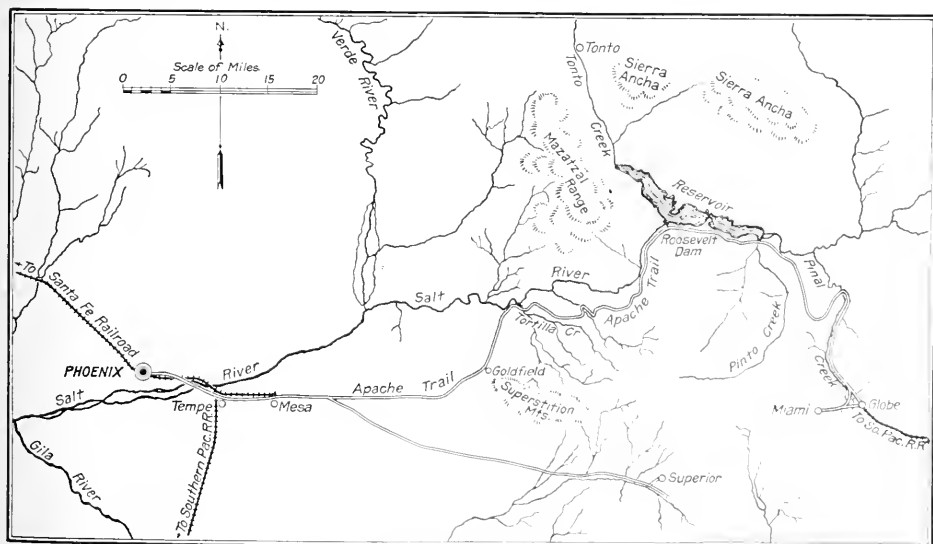 N.
Scale of Miles.
0 5 10 15 20
Verde
River
Tonto
Tonto
Creek
Sierra
Ancha
Sierra Ancha
Mazatzal
Range
Reservoir
Roosevelt
Dam
To
Santa Fe Railroad
PHOENIX
Salt
River
Salt
River
Apache Trail
Tortilla Cr.
Pinto Creek
Pinal
Creek
Goldfield
Superstition
Mts.
Apache Trail
Tempe
Mesa
Miami
Globe
To So. Pac. R.R.
Gila
River
To Southern Pac. R.R.
Superior